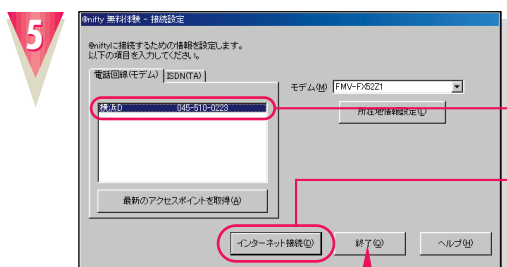 5
@nifty 無料体験 - 接続設定
@niftyに接続するための情報を設定します。
以下の項目を入力してください。
電話回線(モデム) ISDN(TA)
モデム(M) FMV-FX52Z1
横浜D 045-510-0223
所在地情報設定(L)
最新のアクセスポイントを取得(A)
インターネット接続(D) 終了(Q) ヘルプ(H)